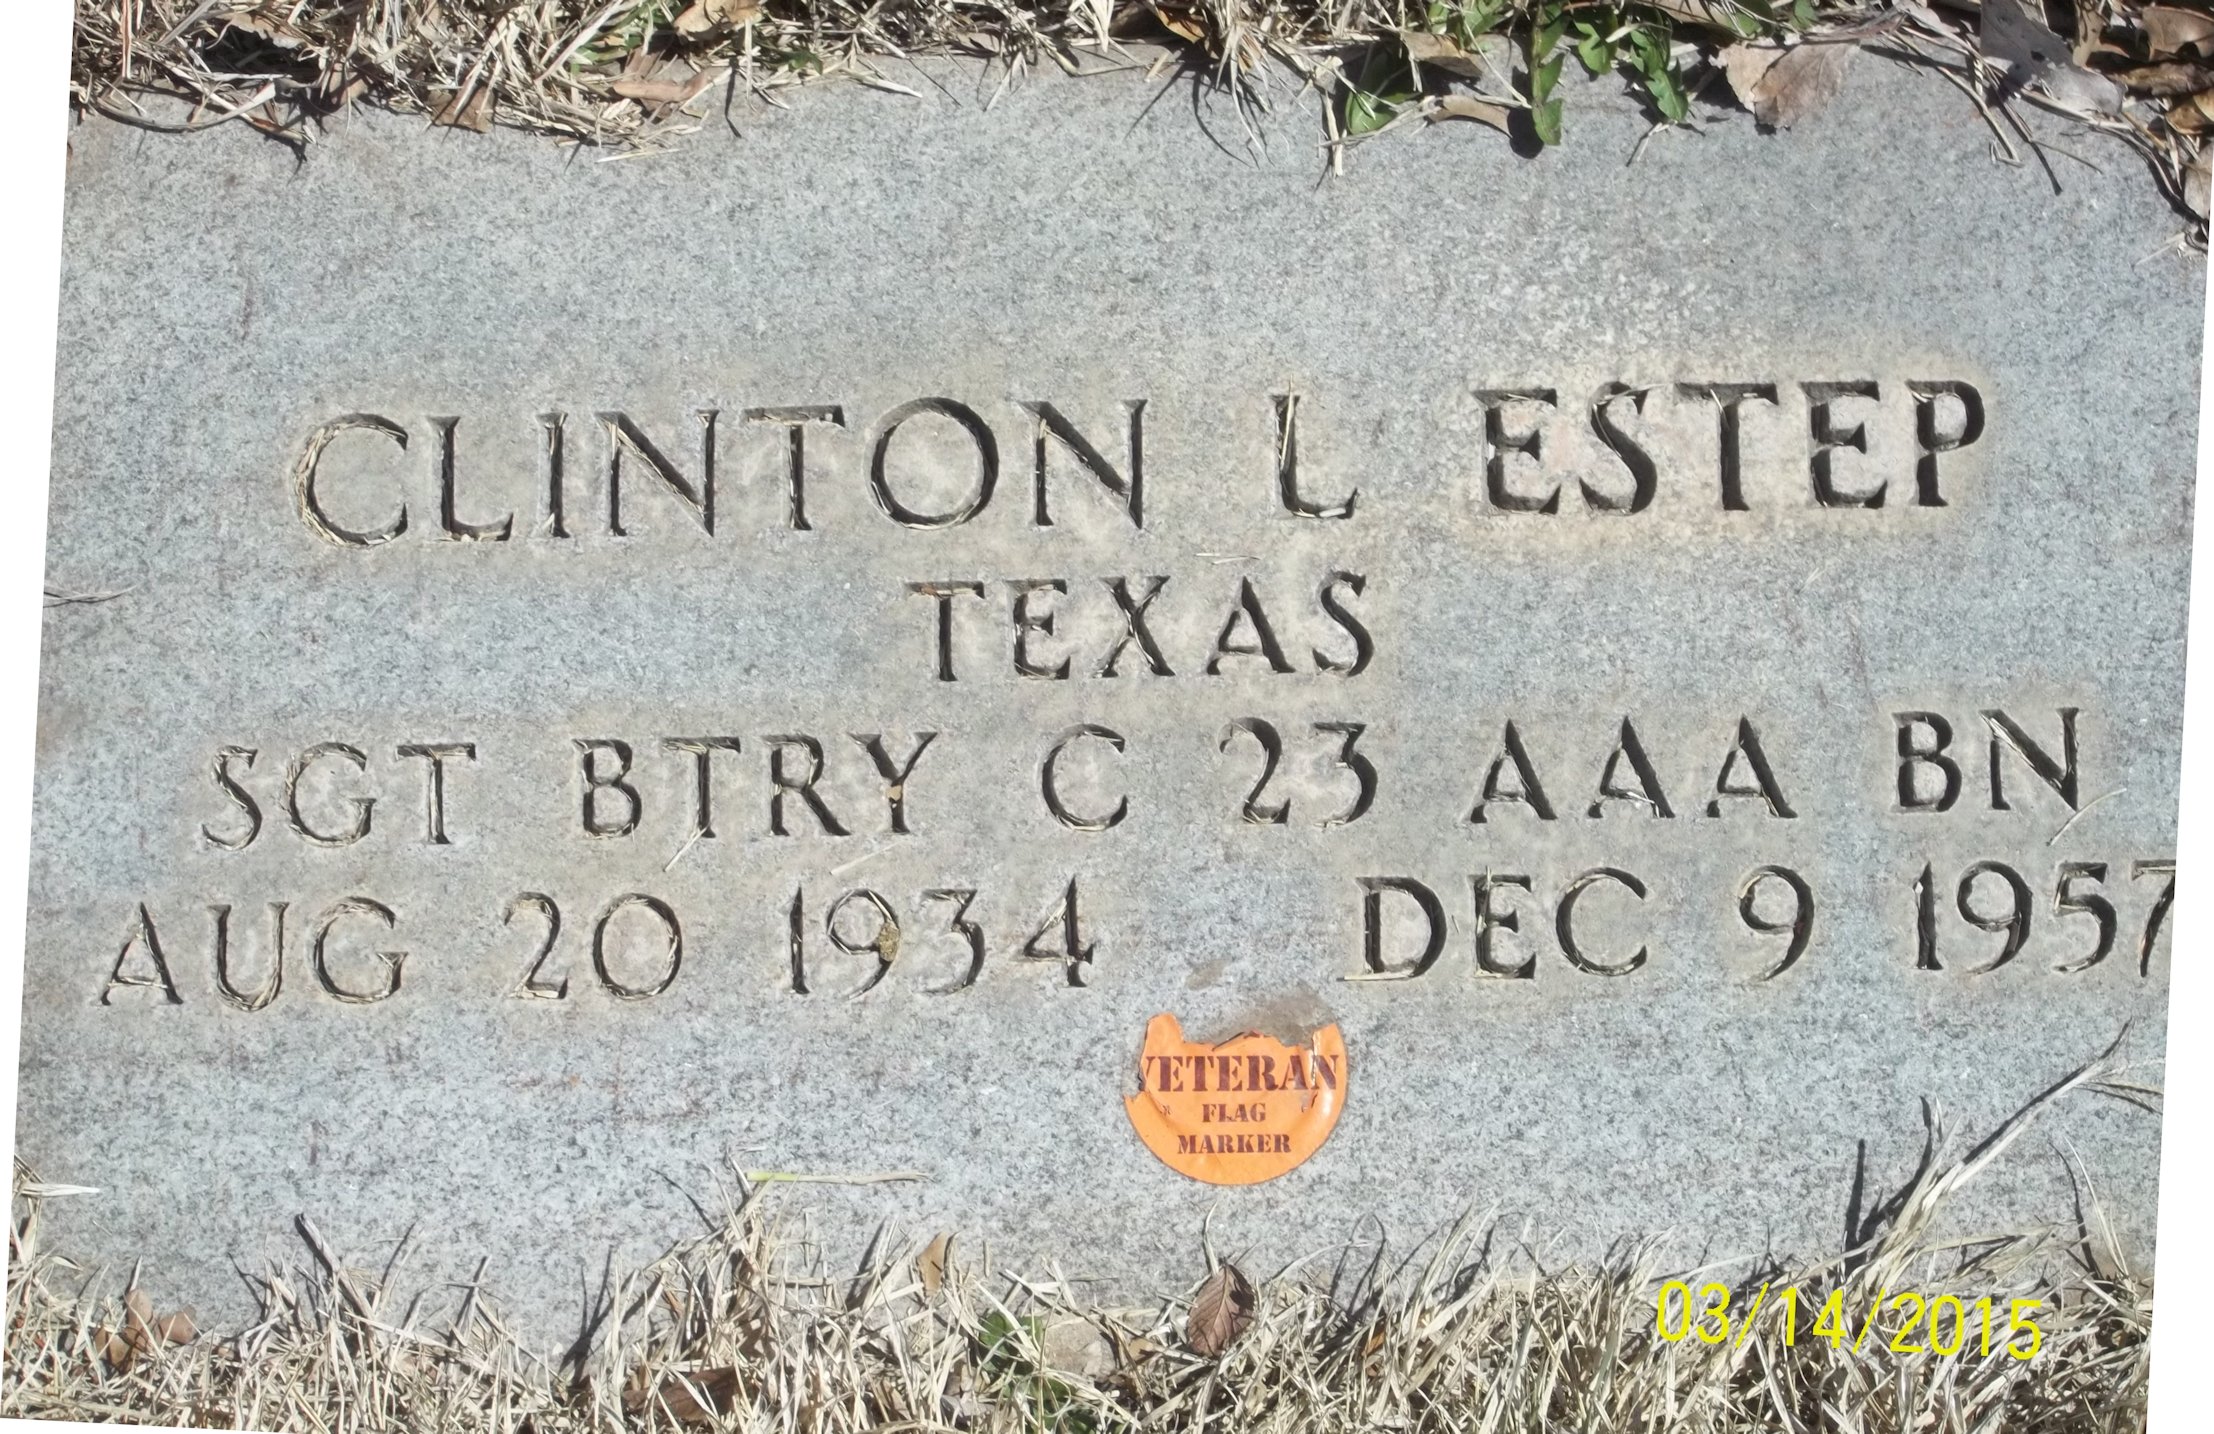 CLINTON L ESTEP
TEXAS
SGT BTRY C 23 AAA BN
AUG 20 1934 DEC 9 1957
VETERAN
FLAG
MARKER
03/14/2015